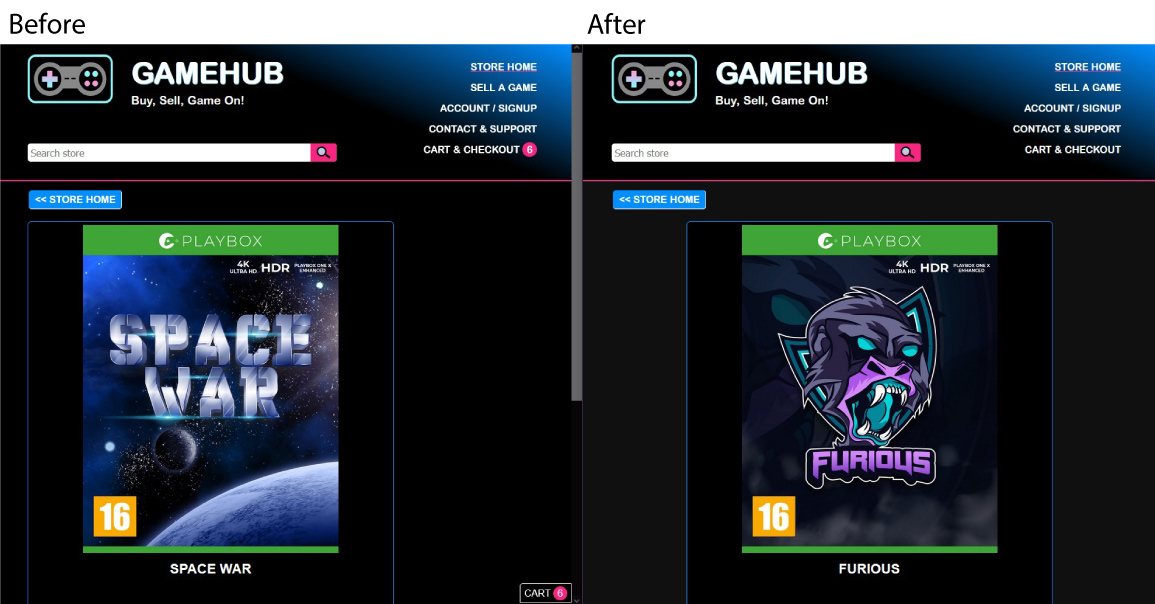 Before
GAMEHUB
Buy, Sell, Game On!
STORE HOME
SELL A GAME
ACCOUNT / SIGNUP
CONTACT & SUPPORT
CART & CHECKOUT 6
Search store
<< STORE HOME
PLAYBOX
4K
ULTRA HD
HDR
PLAYBOX ONE X
ENHANCED
SPACE
WAR
16
SPACE WAR
CART 6
After
GAMEHUB
Buy, Sell, Game On!
STORE HOME
SELL A GAME
ACCOUNT / SIGNUP
CONTACT & SUPPORT
CART & CHECKOUT
Search store
<< STORE HOME
PLAYBOX
4K
ULTRA HD
HDR
PLAYBOX ONE X
ENHANCED
FURIOUS
16
FURIOUS